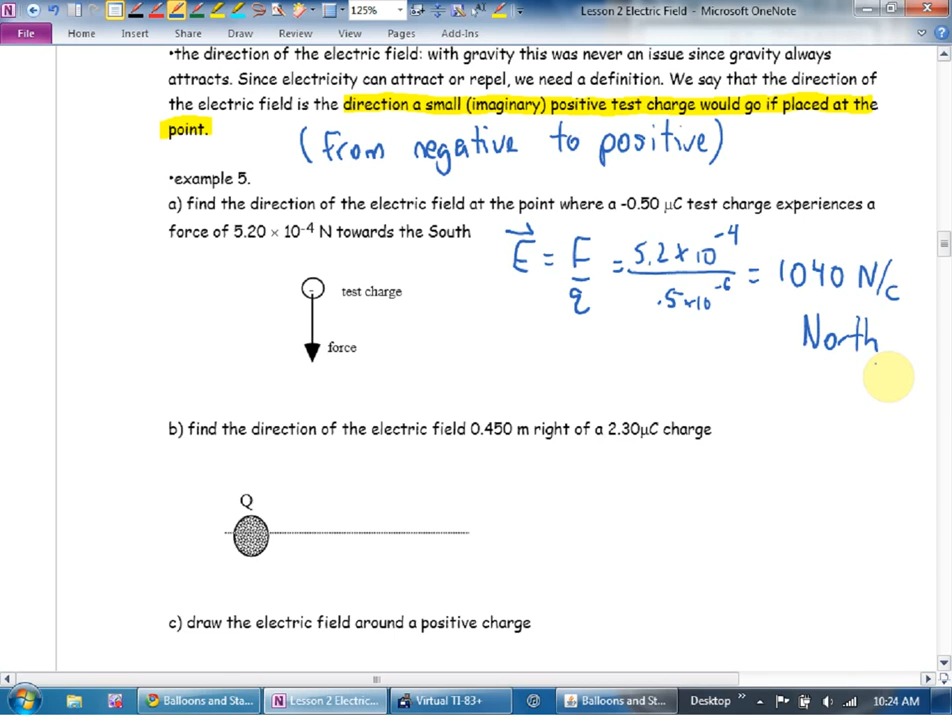 Lesson 2 Electric Field - Microsoft OneNote
125%
File Home Insert Share Draw Review View Pages Add-Ins
•the direction of the electric field: with gravity this was never an issue since gravity always
attracts. Since electricity can attract or repel, we need a definition. We say that the direction of
the electric field is the direction a small (imaginary) positive test charge would go if placed at the
point.
(from negative to positive)
•example 5.
a) find the direction of the electric field at the point where a -0.50 μC test charge experiences a
force of 5.20 × 10⁻⁴ N towards the South
E⃗ = F/q = 5.2×10⁻⁴/.5×10⁻⁶ = 1040 N/C
North
-
test charge
force
b) find the direction of the electric field 0.450 m right of a 2.30μC charge
Q
c) draw the electric field around a positive charge
Balloons and Sta... Lesson 2 Electric... Virtual TI-83+ Balloons and St... Desktop » 10:24 AM